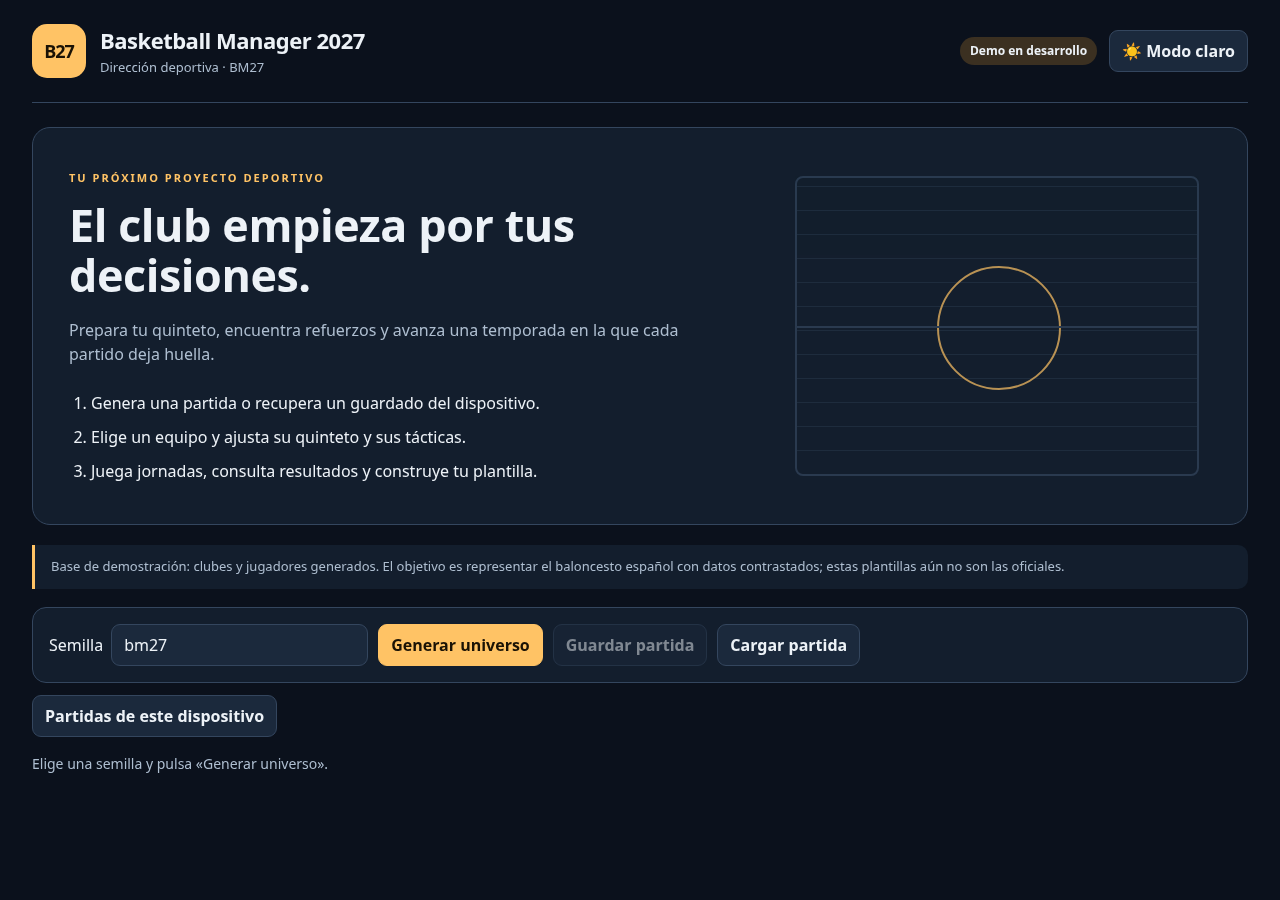 B27
Basketball Manager 2027
Dirección deportiva · BM27
Demo en desarrollo
☀️ Modo claro
TU PRÓXIMO PROYECTO DEPORTIVO
El club empieza por tus
decisiones.
Prepara tu quinteto, encuentra refuerzos y avanza una temporada en la que cada
partido deja huella.
1. Genera una partida o recupera un guardado del dispositivo.
2. Elige un equipo y ajusta su quinteto y sus tácticas.
3. Juega jornadas, consulta resultados y construye tu plantilla.
Base de demostración: clubes y jugadores generados. El objetivo es representar el baloncesto español con datos contrastados; estas plantillas aún no son las oficiales.
Semilla bm27 Generar universo Guardar partida Cargar partida
Partidas de este dispositivo
Elige una semilla y pulsa «Generar universo».